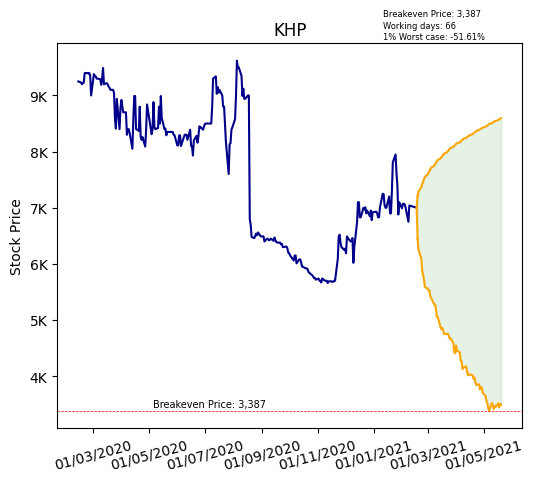 Breakeven Price: 3,387
Working days: 66
1% Worst case: -51.61%
KHP
Stock Price
9K
8K
7K
6K
5K
4K
Breakeven Price: 3,387
01/03/2020
01/05/2020
01/07/2020
01/09/2020
01/11/2020
01/01/2021
01/03/2021
01/05/2021